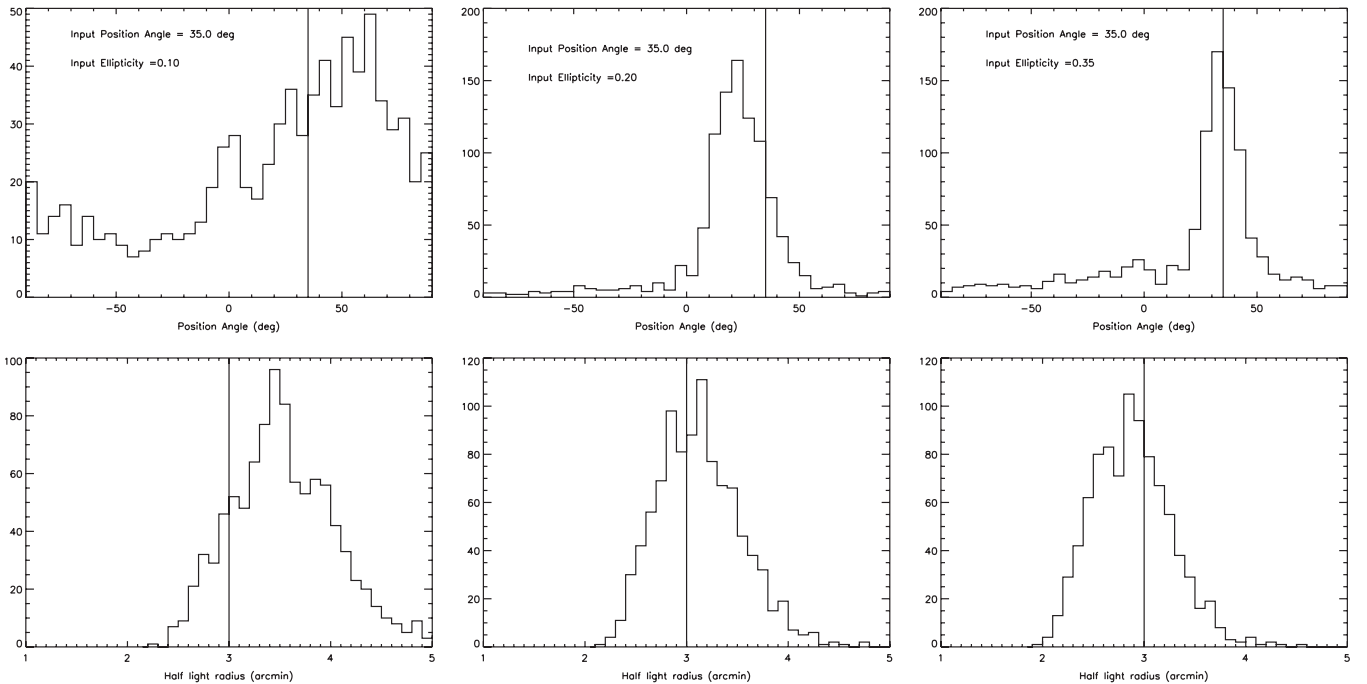 50
40
30
20
10
0
Input Position Angle = 35.0 deg
Input Ellipticity =0.10
−50 0 50
Position Angle (deg)
200
150
100
50
0
Input Position Angle = 35.0 deg
Input Ellipticity =0.20
−50 0 50
Position Angle (deg)
200
150
100
50
0
Input Position Angle = 35.0 deg
Input Ellipticity =0.35
−50 0 50
Position Angle (deg)
100
80
60
40
20
0
1 2 3 4 5
Half light radius (arcmin)
120
100
80
60
40
20
0
1 2 3 4 5
Half light radius (arcmin)
120
100
80
60
40
20
0
1 2 3 4 5
Half light radius (arcmin)